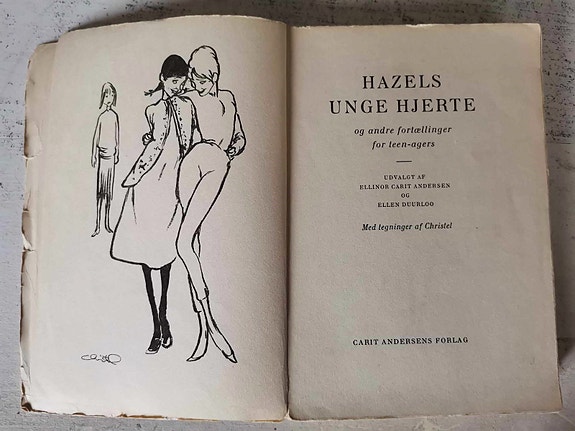 Christel
HAZELS
UNGE HJERTE
og andre fortællinger
for teen-agers
UDVALGT AF
ELLINOR CARIT ANDERSEN
OG
ELLEN DUURLOO
Med tegninger af Christel
CARIT ANDERSENS FORLAG